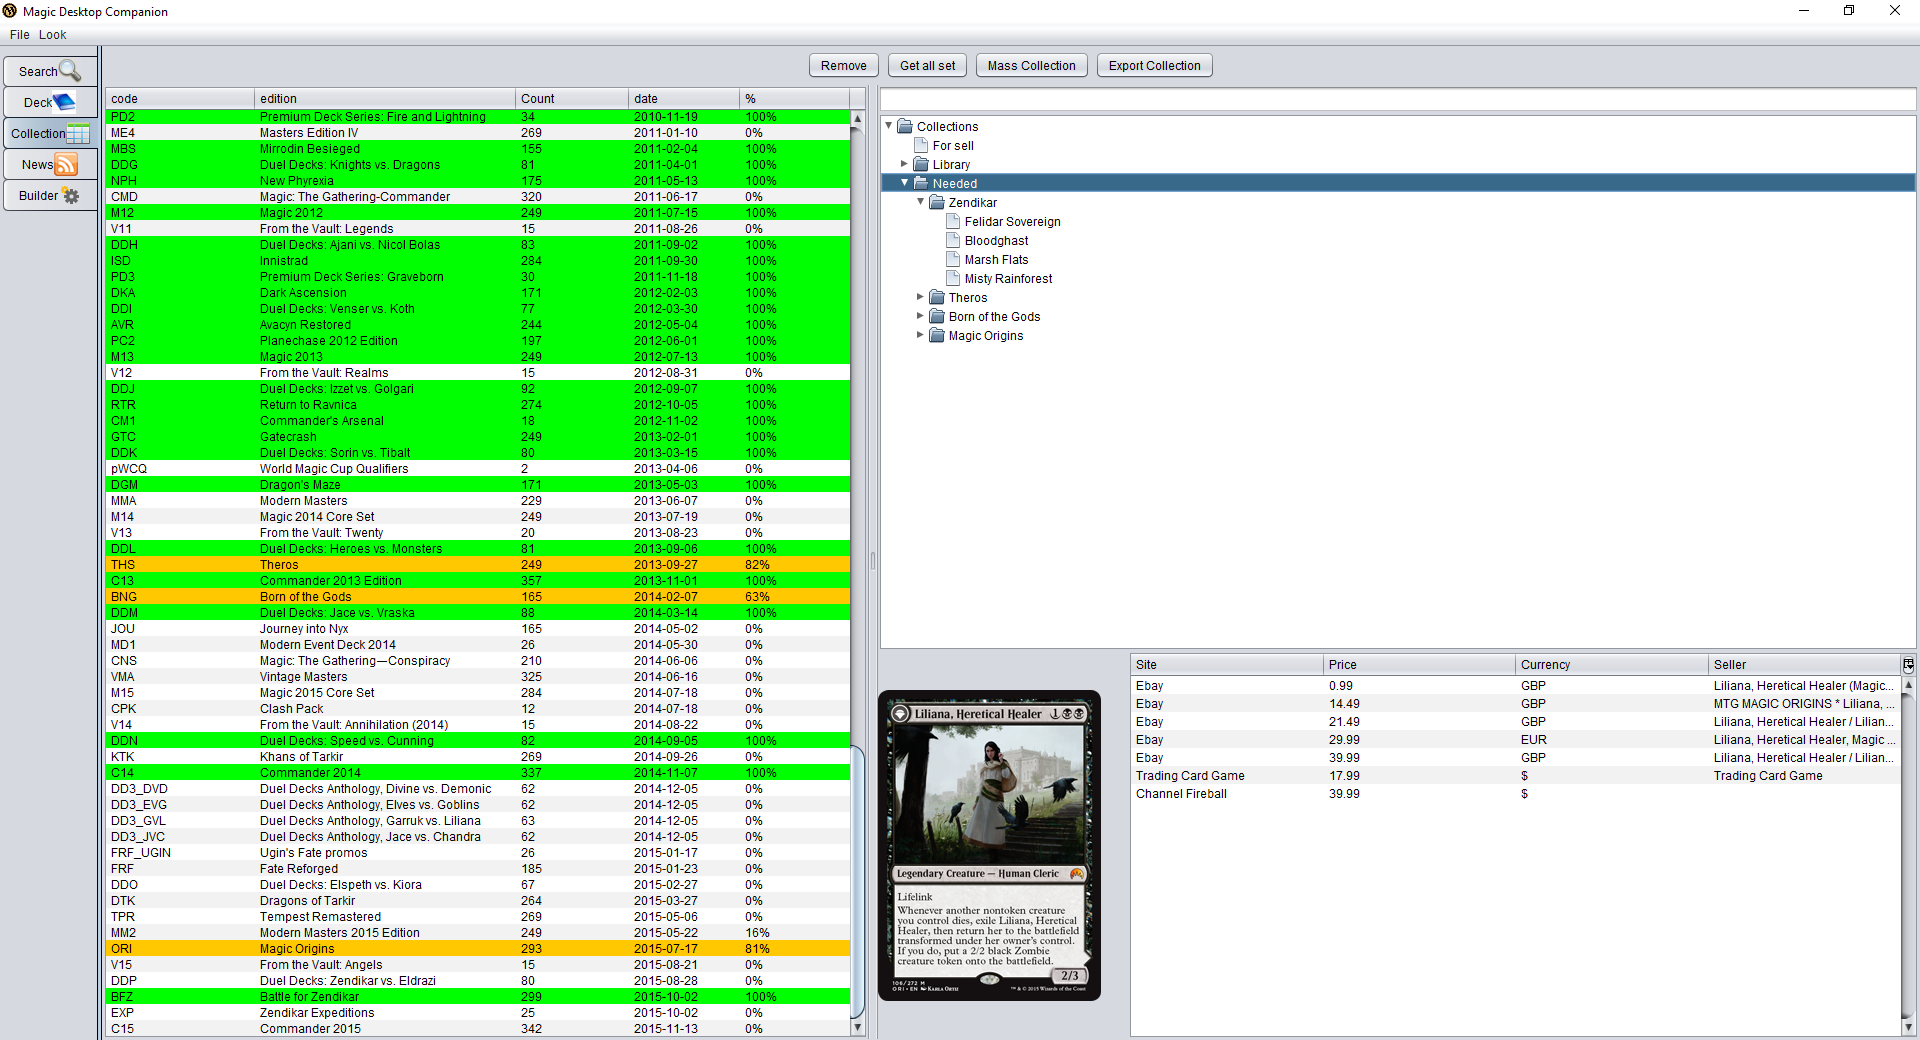 Magic Desktop Companion
File Look
Search
Deck
Collection
News
Builder
Remove Get all set Mass Collection Export Collection
code edition Count date %
PD2 Premium Deck Series: Fire and Lightning 34 2010-11-19 100%
ME4 Masters Edition IV 269 2011-01-10 0%
MBS Mirrodin Besieged 155 2011-02-04 100%
DDG Duel Decks: Knights vs. Dragons 81 2011-04-01 100%
NPH New Phyrexia 175 2011-05-13 100%
CMD Magic: The Gathering-Commander 320 2011-06-17 0%
M12 Magic 2012 249 2011-07-15 100%
V11 From the Vault: Legends 15 2011-08-26 0%
DDH Duel Decks: Ajani vs. Nicol Bolas 83 2011-09-02 100%
ISD Innistrad 284 2011-09-30 100%
PD3 Premium Deck Series: Graveborn 30 2011-11-18 100%
DKA Dark Ascension 171 2012-02-03 100%
DDI Duel Decks: Venser vs. Koth 77 2012-03-30 100%
AVR Avacyn Restored 244 2012-05-04 100%
PC2 Planechase 2012 Edition 197 2012-06-01 100%
M13 Magic 2013 249 2012-07-13 100%
V12 From the Vault: Realms 15 2012-08-31 0%
DDJ Duel Decks: Izzet vs. Golgari 92 2012-09-07 100%
RTR Return to Ravnica 274 2012-10-05 100%
CM1 Commander's Arsenal 18 2012-11-02 100%
GTC Gatecrash 249 2013-02-01 100%
DDK Duel Decks: Sorin vs. Tibalt 80 2013-03-15 100%
pWCQ World Magic Cup Qualifiers 2 2013-04-06 0%
DGM Dragon's Maze 171 2013-05-03 100%
MMA Modern Masters 229 2013-06-07 0%
M14 Magic 2014 Core Set 249 2013-07-19 0%
V13 From the Vault: Twenty 20 2013-08-23 0%
DDL Duel Decks: Heroes vs. Monsters 81 2013-09-06 100%
THS Theros 249 2013-09-27 82%
C13 Commander 2013 Edition 357 2013-11-01 100%
BNG Born of the Gods 165 2014-02-07 63%
DDM Duel Decks: Jace vs. Vraska 88 2014-03-14 100%
JOU Journey into Nyx 165 2014-05-02 0%
MD1 Modern Event Deck 2014 26 2014-05-30 0%
CNS Magic: The Gathering—Conspiracy 210 2014-06-06 0%
VMA Vintage Masters 325 2014-06-16 0%
M15 Magic 2015 Core Set 284 2014-07-18 0%
CPK Clash Pack 12 2014-07-18 0%
V14 From the Vault: Annihilation (2014) 15 2014-08-22 0%
DDN Duel Decks: Speed vs. Cunning 82 2014-09-05 100%
KTK Khans of Tarkir 269 2014-09-26 0%
C14 Commander 2014 337 2014-11-07 100%
DD3_DVD Duel Decks Anthology, Divine vs. Demonic 62 2014-12-05 0%
DD3_EVG Duel Decks Anthology, Elves vs. Goblins 62 2014-12-05 0%
DD3_GVL Duel Decks Anthology, Garruk vs. Liliana 63 2014-12-05 0%
DD3_JVC Duel Decks Anthology, Jace vs. Chandra 62 2014-12-05 0%
FRF_UGIN Ugin's Fate promos 26 2015-01-17 0%
FRF Fate Reforged 185 2015-01-23 0%
DDO Duel Decks: Elspeth vs. Kiora 67 2015-02-27 0%
DTK Dragons of Tarkir 264 2015-03-27 0%
TPR Tempest Remastered 269 2015-05-06 0%
MM2 Modern Masters 2015 Edition 249 2015-05-22 16%
ORI Magic Origins 293 2015-07-17 81%
V15 From the Vault: Angels 15 2015-08-21 0%
DDP Duel Decks: Zendikar vs. Eldrazi 80 2015-08-28 0%
BFZ Battle for Zendikar 299 2015-10-02 100%
EXP Zendikar Expeditions 25 2015-10-02 0%
C15 Commander 2015 342 2015-11-13 0%
Collections
For sell
Library
Needed
Zendikar
Felidar Sovereign
Bloodghast
Marsh Flats
Misty Rainforest
Theros
Born of the Gods
Magic Origins
Liliana, Heretical Healer 1
Legendary Creature — Human Cleric
Lifelink
Whenever another nontoken creature
you control dies, exile Liliana, Heretical
Healer, then return her to the battlefield
transformed under her owner's control.
If you do, put a 2/2 black Zombie
creature token onto the battlefield.
2/3
106/272 M
ORI • EN Karla Ortiz
™ & © 2015 Wizards of the Coast
Site Price Currency Seller
Ebay 0.99 GBP Liliana, Heretical Healer (Magic...
Ebay 14.49 GBP MTG MAGIC ORIGINS * Liliana, ...
Ebay 21.49 GBP Liliana, Heretical Healer / Lilian...
Ebay 29.99 EUR Liliana, Heretical Healer, Magic ...
Ebay 39.99 GBP Liliana, Heretical Healer / Lilian...
Trading Card Game 17.99 $ Trading Card Game
Channel Fireball 39.99 $